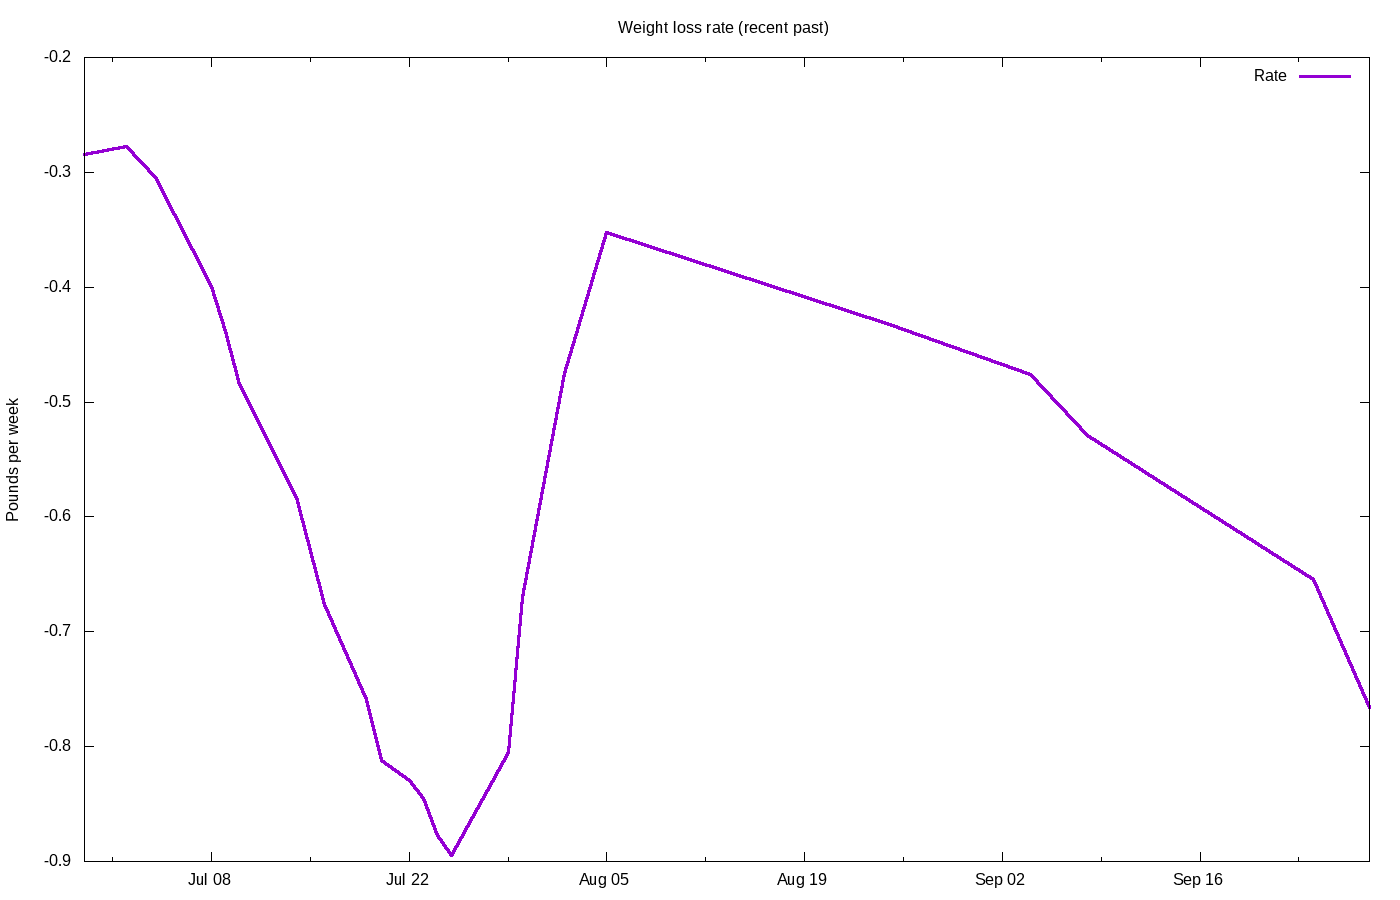 Weight loss rate (recent past)
Rate
-0.2
-0.3
-0.4
-0.5
-0.6
-0.7
-0.8
-0.9
Pounds per week
Jul 08
Jul 22
Aug 05
Aug 19
Sep 02
Sep 16